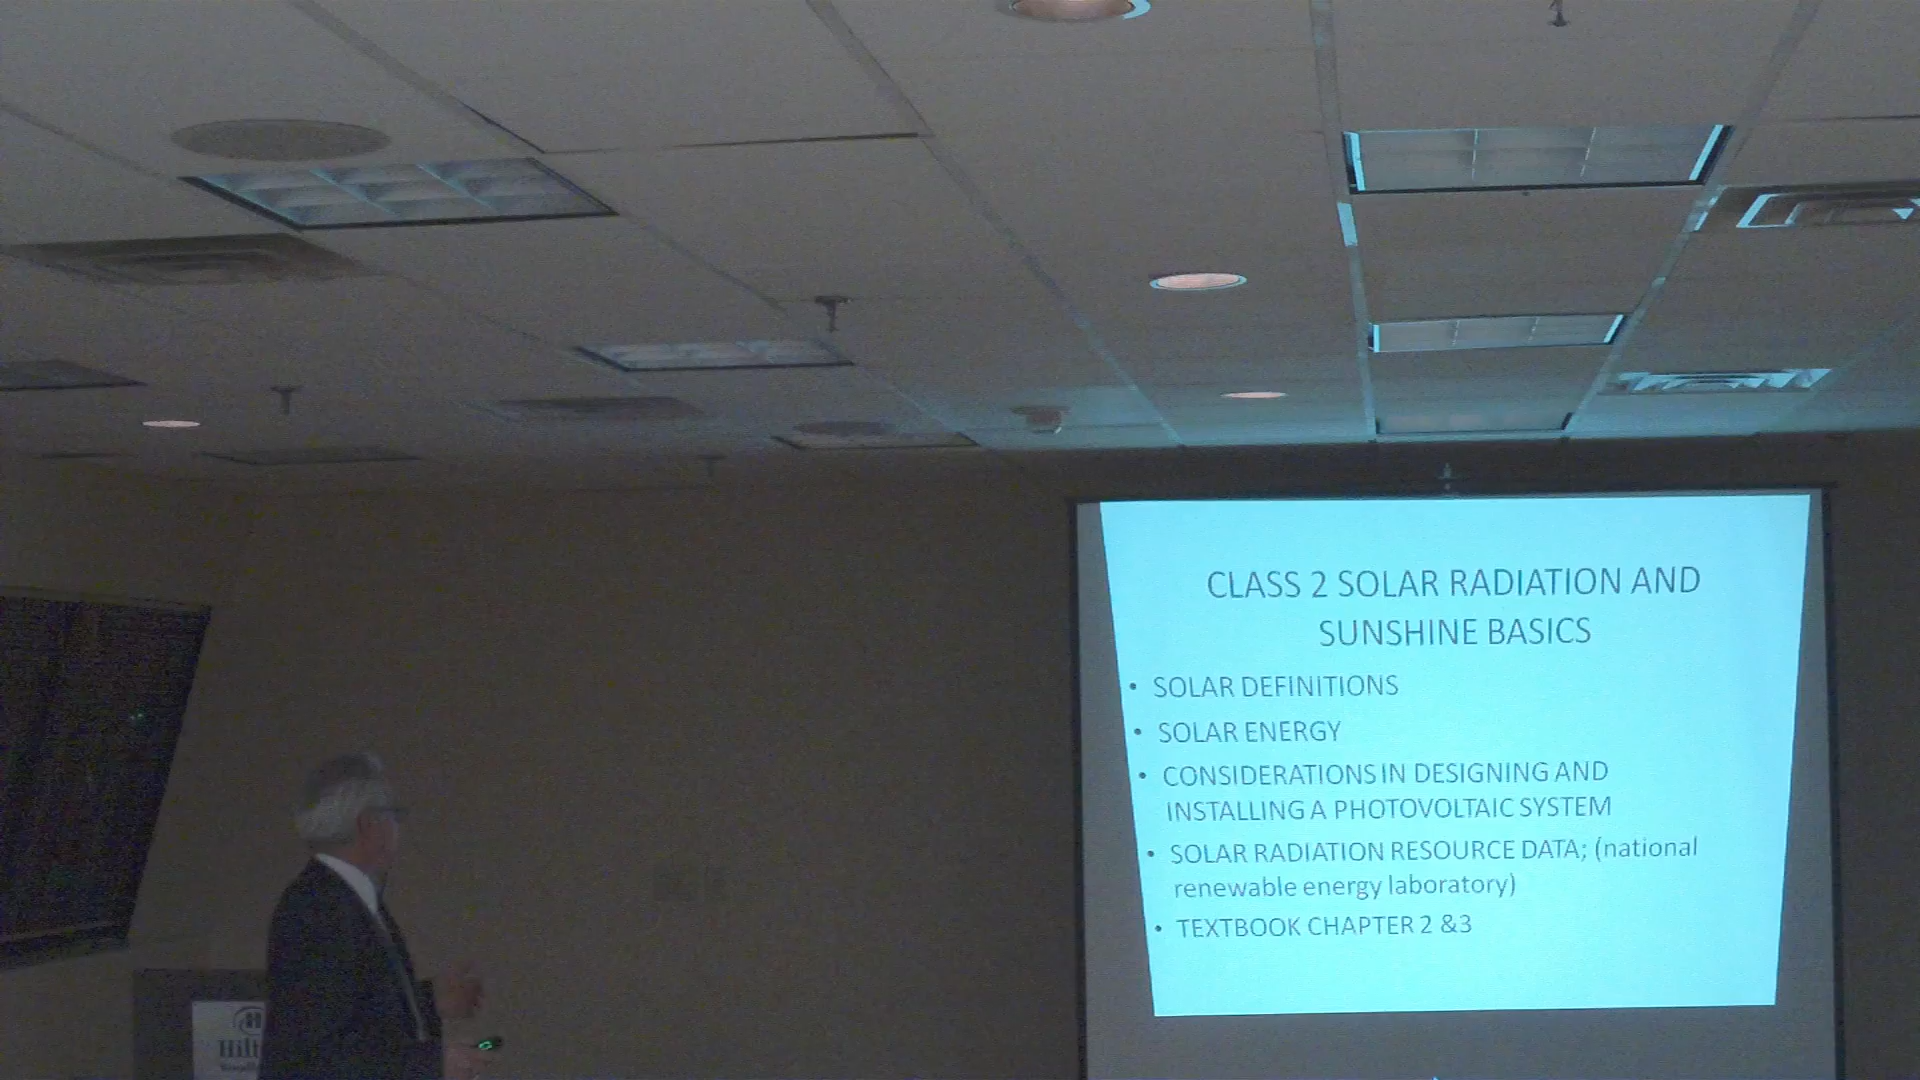 CLASS 2 SOLAR RADIATION AND
SUNSHINE BASICS
• SOLAR DEFINITIONS
• SOLAR ENERGY
• CONSIDERATIONS IN DESIGNING AND
INSTALLING A PHOTOVOLTAIC SYSTEM
• SOLAR RADIATION RESOURCE DATA; (national
renewable energy laboratory)
• TEXTBOOK CHAPTER 2 &3
Hilt